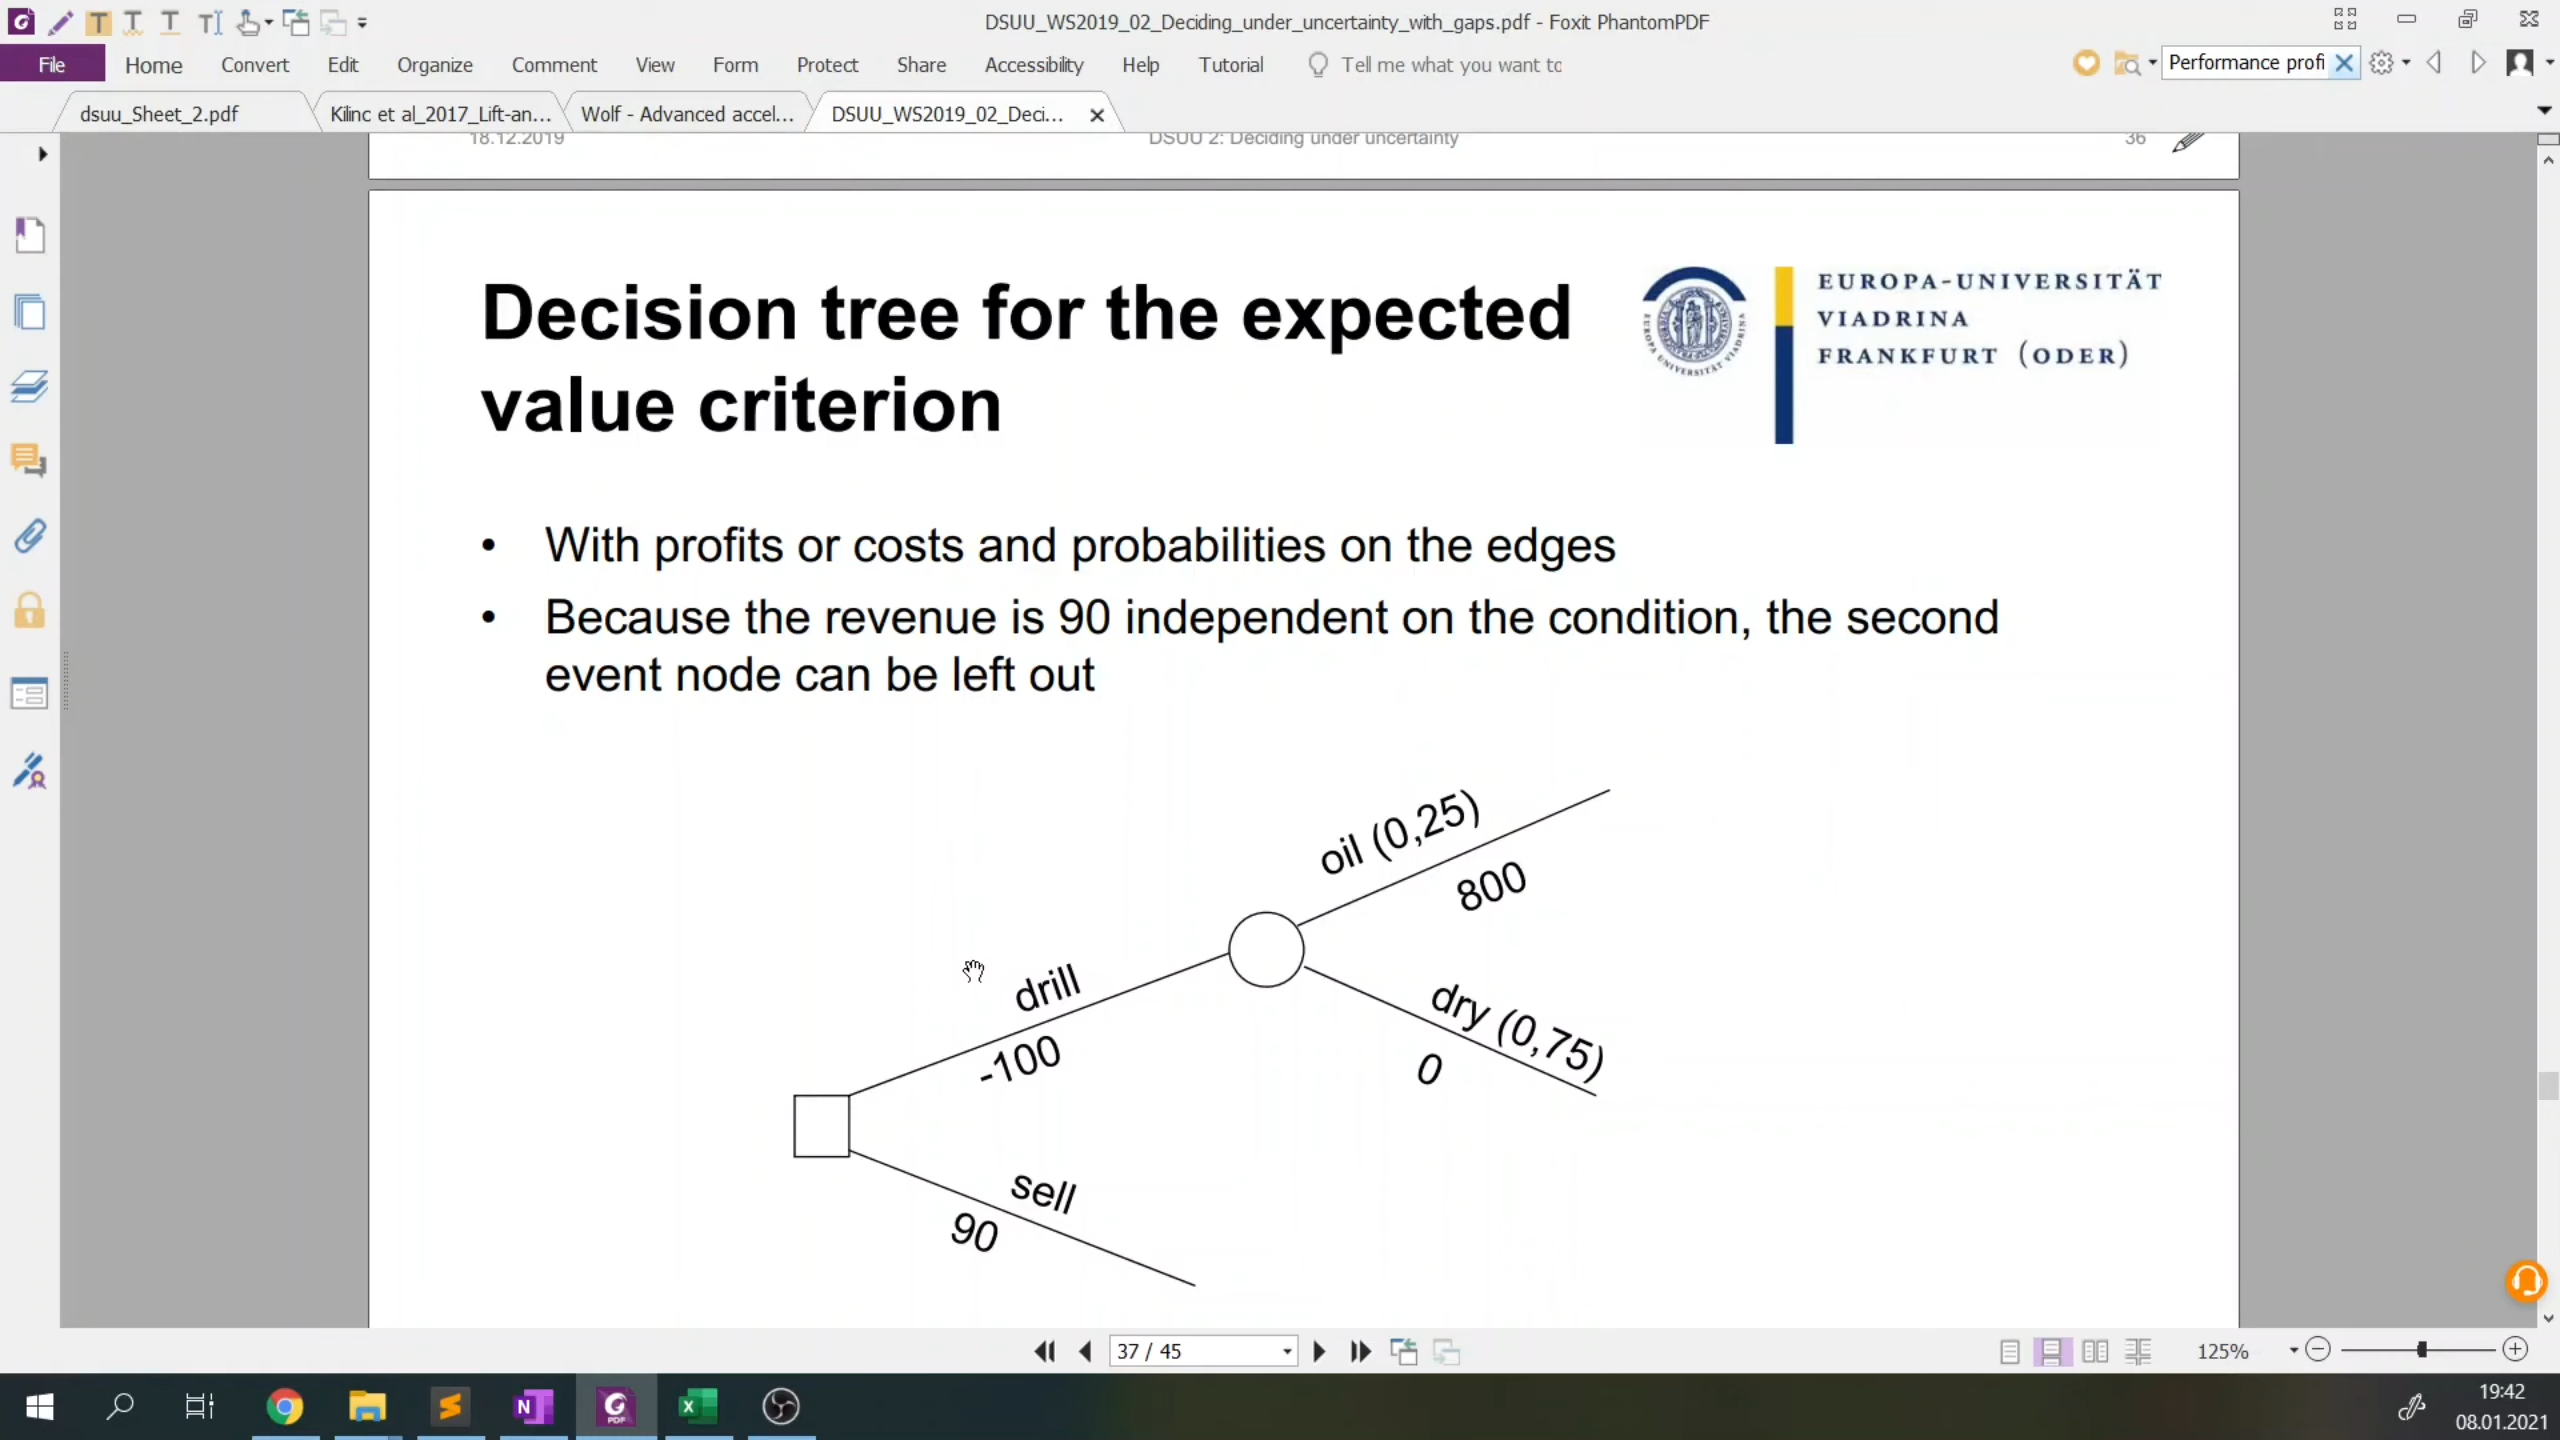 DSUU_WS2019_02_Deciding_under_uncertainty_with_gaps.pdf - Foxit PhantomPDF
File Home Convert Edit Organize Comment View Form Protect Share Accessibility Help Tutorial Tell me what you want to
Performance profi
dsuu_Sheet_2.pdf Kilinc et al_2017_Lift-an... Wolf - Advanced accel... DSUU_WS2019_02_Deci...
18.12.2019 DSUU 2: Deciding under uncertainty 36
Decision tree for the expected
value criterion
EUROPA-UNIVERSITÄT
VIADRINA
FRANKFURT (ODER)
• With profits or costs and probabilities on the edges
• Because the revenue is 90 independent on the condition, the second
event node can be left out
oil (0,25)
800
drill
-100
dry (0,75)
0
sell
90
37 / 45
125%
19:42
08.01.2021